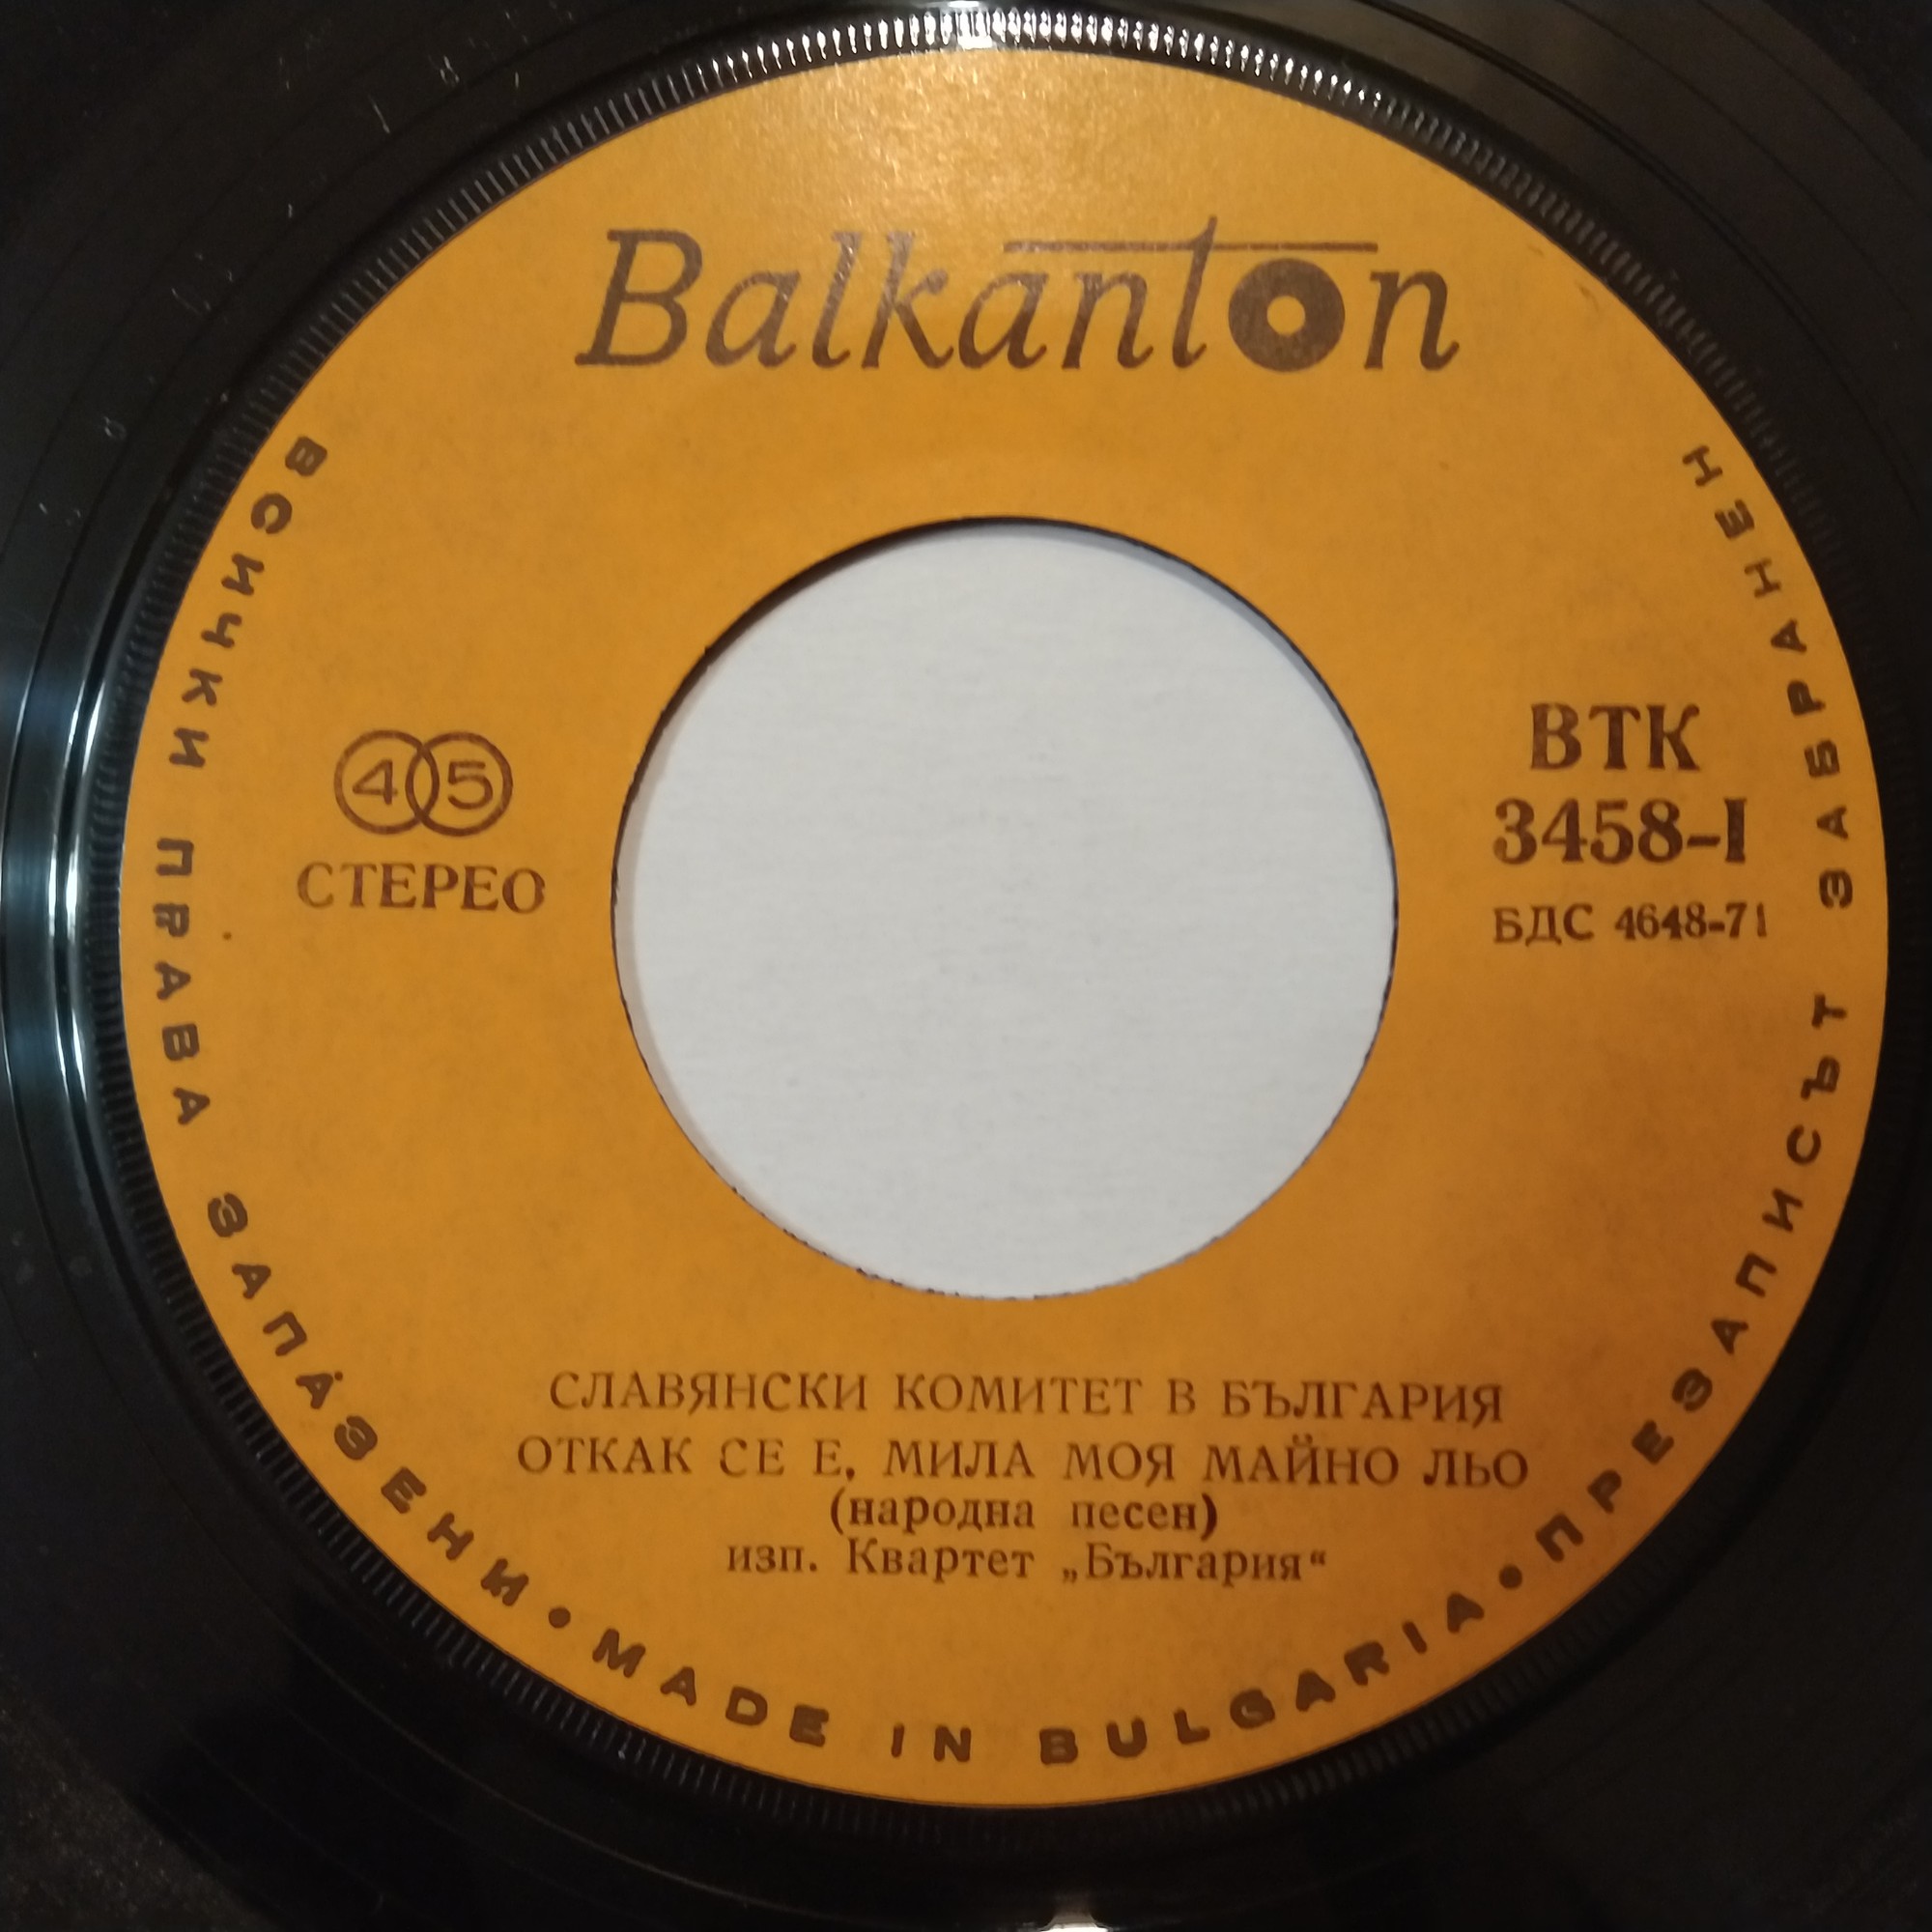 Balkanton
45
СТЕРЕО
ВТК
3458-I
БДС 4648-71
СЛАВЯНСКИ КОМИТЕТ В БЪЛГАРИЯ
ОТКАК СЕ Е, МИЛА МОЯ МАЙНО ЛЬО
(народна песен)
изп. Квартет „България“
ВСИЧКИ ПРАВА ЗАПАЗЕНИ • MADE IN BULGARIA • ПРЕЗАПИСЪТ ЗАБРАНЕН